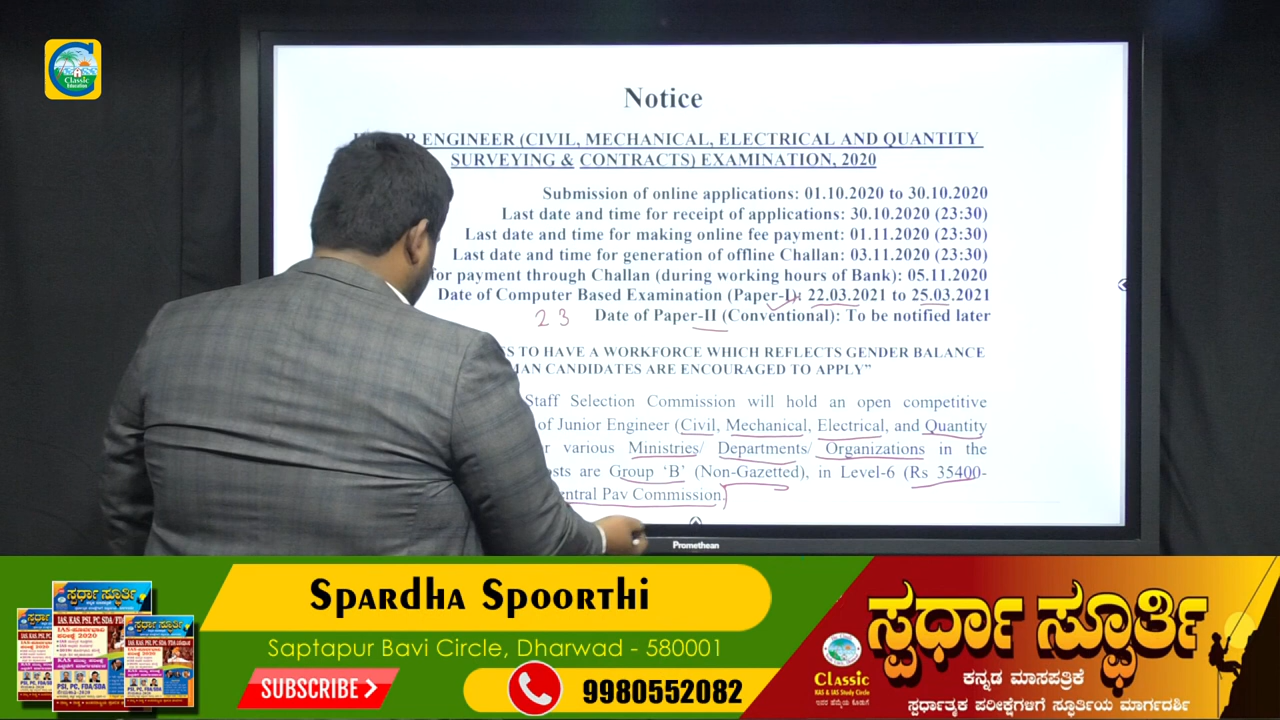 Classic
Education
Notice
ENGINEER (CIVIL, MECHANICAL, ELECTRICAL AND QUANTITY
SURVEYING & CONTRACTS) EXAMINATION, 2020
Submission of online applications: 01.10.2020 to 30.10.2020
Last date and time for receipt of applications: 30.10.2020 (23:30)
Last date and time for making online fee payment: 01.11.2020 (23:30)
Last date and time for generation of offline Challan: 03.11.2020 (23:30)
for payment through Challan (during working hours of Bank): 05.11.2020
Date of Computer Based Examination (Paper-I): 22.03.2021 to 25.03.2021
23 Date of Paper-II (Conventional): To be notified later
TO HAVE A WORKFORCE WHICH REFLECTS GENDER BALANCE
CANDIDATES ARE ENCOURAGED TO APPLY”
Staff Selection Commission will hold an open competitive
of Junior Engineer (Civil, Mechanical, Electrical, and Quantity
various Ministries/ Departments/ Organizations in the
are Group ‘B’ (Non-Gazetted), in Level-6 (Rs 35400-
Pay Commission.
Promethean
Spardha Spoorthi
Saptapur Bavi Circle, Dharwad - 580001
SUBSCRIBE
9980552082
ಸ್ಪರ್ಧಾ ಸ್ಫೂರ್ತಿ
ಕನ್ನಡ ಮಾಸಪತ್ರಿಕೆ
Classic
KAS & IAS Study Circle
ಸ್ಪರ್ಧಾತ್ಮಕ ಪರೀಕ್ಷೆಗಳಿಗೆ ಸ್ಫೂರ್ತಿಯ ಮಾರ್ಗದರ್ಶಿ